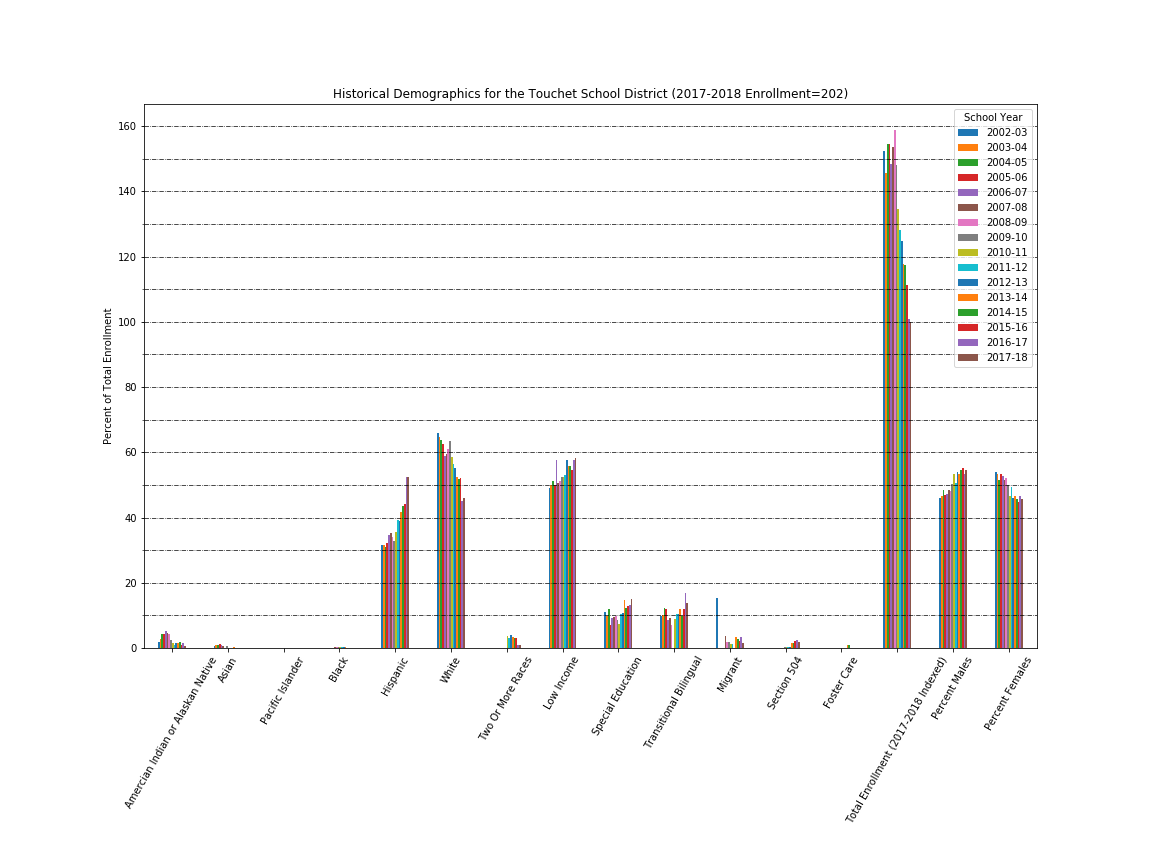 Historical Demographics for the Touchet School District (2017-2018 Enrollment=202)
Percent of Total Enrollment
160
140
120
100
80
60
40
20
0
School Year
2002-03
2003-04
2004-05
2005-06
2006-07
2007-08
2008-09
2009-10
2010-11
2011-12
2012-13
2013-14
2014-15
2015-16
2016-17
2017-18
Amercian Indian or Alaskan Native
Asian
Pacific Islander
Black
Hispanic
White
Two Or More Races
Low Income
Special Education
Transitional Bilingual
Migrant
Section 504
Foster Care
Total Enrollment (2017-2018 Indexed)
Percent Males
Percent Females